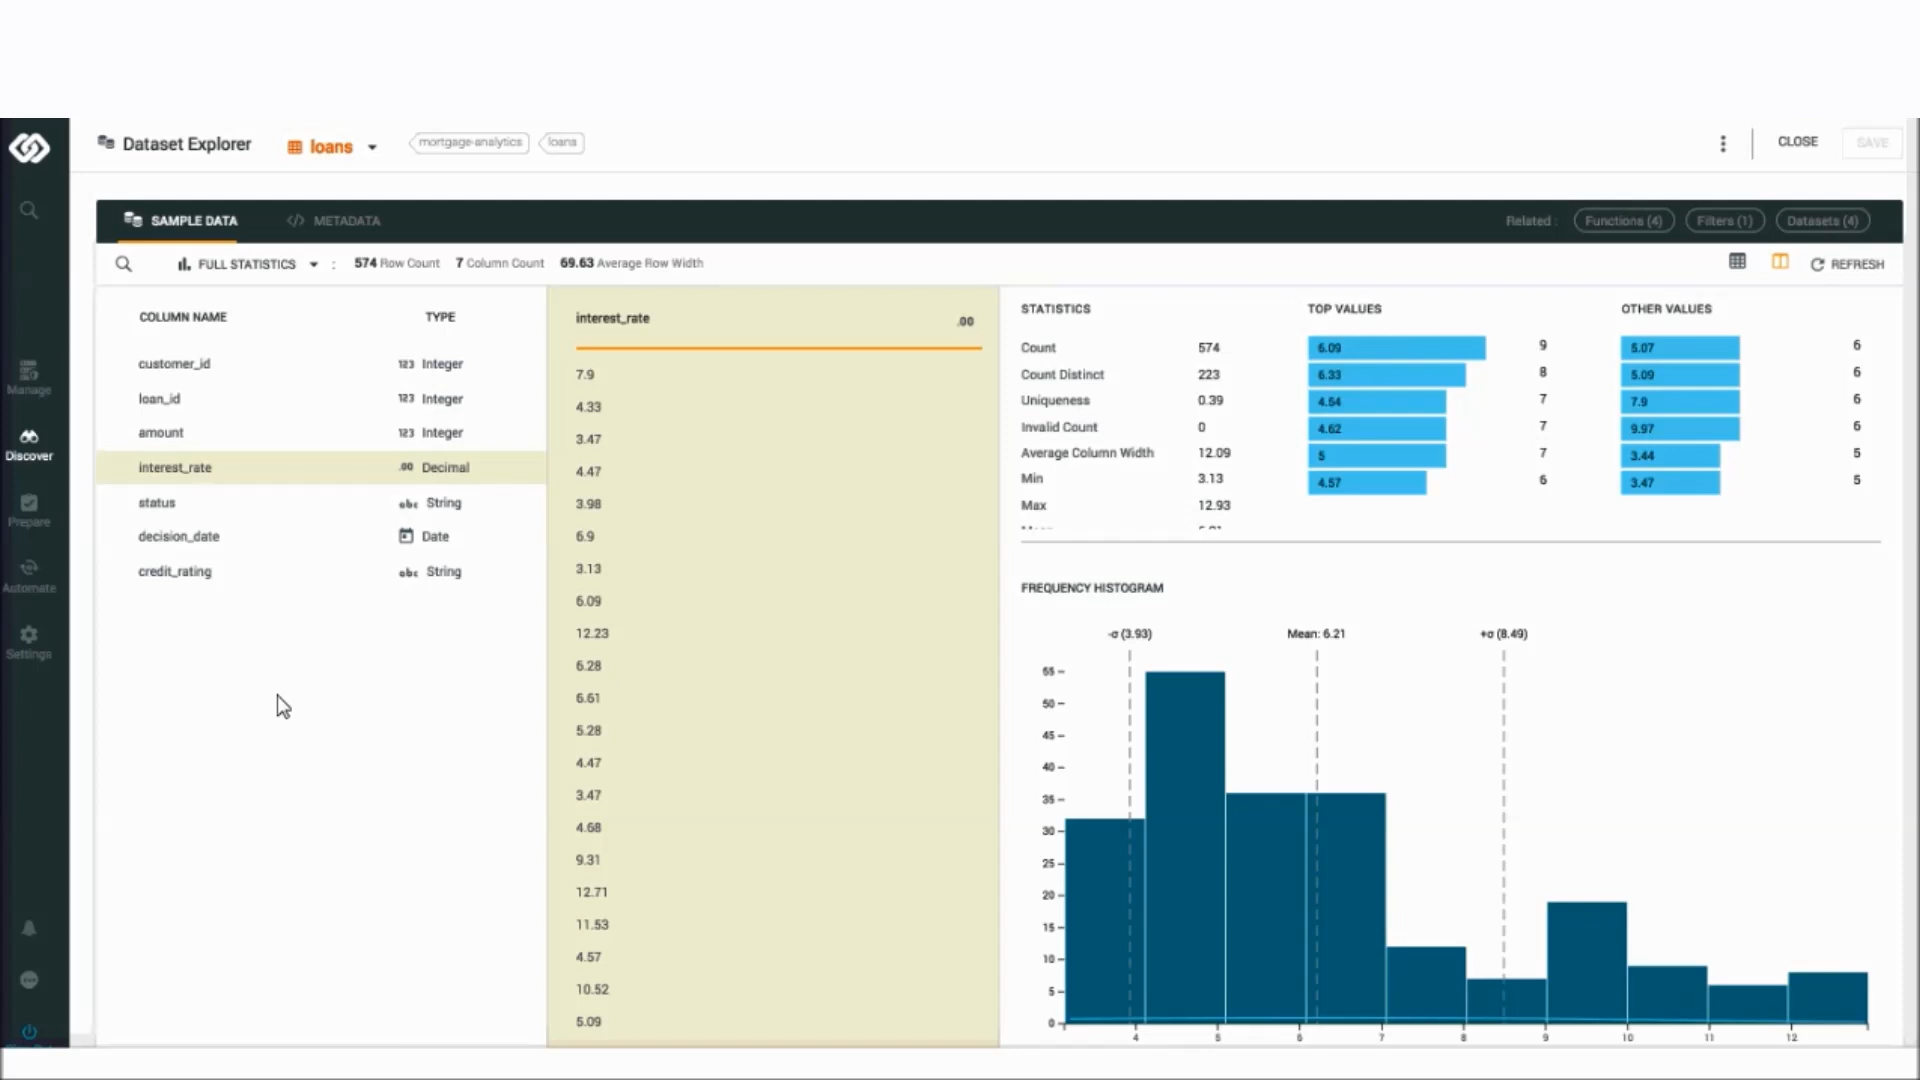 Dataset Explorer loans mortgage-analytics loans CLOSE SAVE
SAMPLE DATA METADATA Related : Functions (4) Filters (1) Datasets (4)
FULL STATISTICS : 574 Row Count 7 Column Count 69.63 Average Row Width REFRESH
Manage
Discover
Prepare
Automate
Settings
COLUMN NAME TYPE
customer_id 123 Integer
loan_id 123 Integer
amount 123 Integer
interest_rate .00 Decimal
status abc String
decision_date Date
credit_rating abc String
interest_rate .00
7.9
4.33
3.47
4.47
3.98
6.9
3.13
6.09
12.23
6.28
6.61
5.28
4.47
3.47
4.68
9.31
12.71
11.53
4.57
10.52
5.09
STATISTICS
Count 574
Count Distinct 223
Uniqueness 0.39
Invalid Count 0
Average Column Width 12.09
Min 3.13
Max 12.93
TOP VALUES
6.09 9
6.33 8
4.54 7
4.62 7
5 7
4.57 6
OTHER VALUES
5.07 6
5.09 6
7.9 6
9.97 6
3.44 5
3.47 5
FREQUENCY HISTOGRAM
-σ (3.93) Mean: 6.21 +σ (8.49)
55
50
45
40
35
30
25
20
15
10
5
0
4 5 6 7 8 9 10 11 12